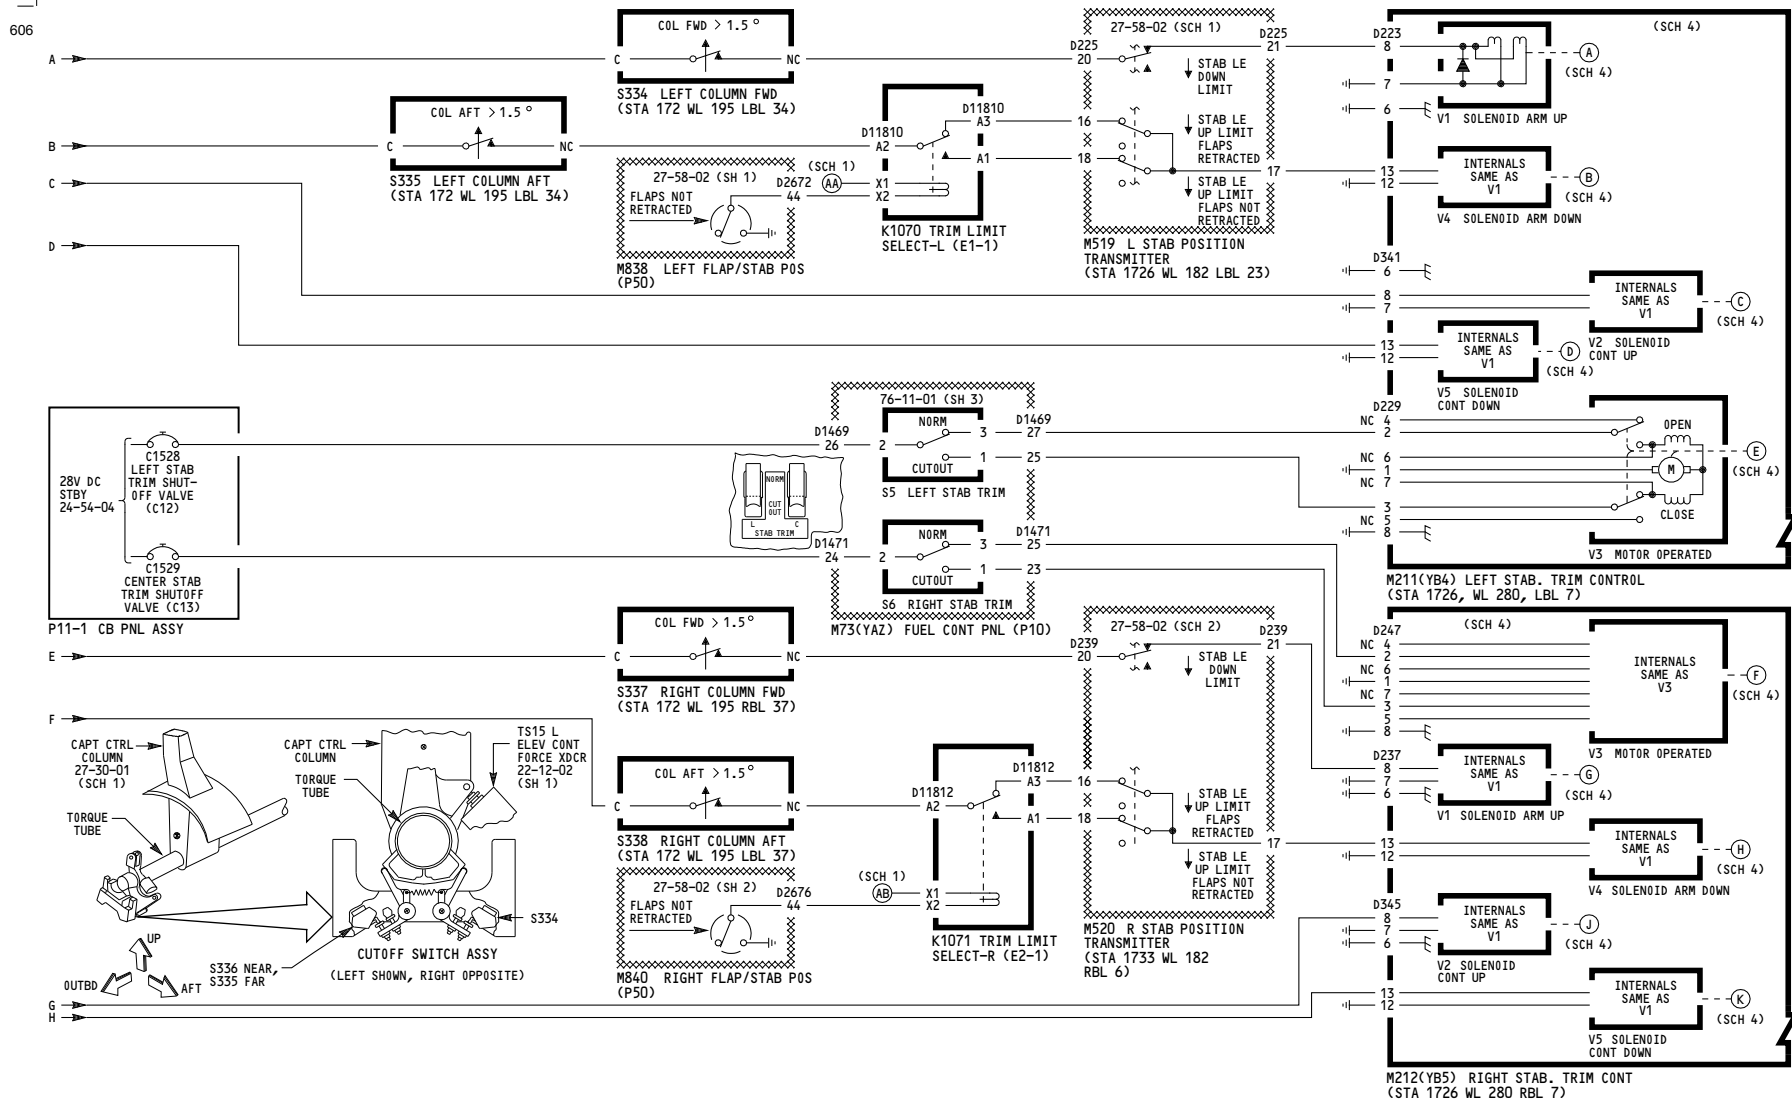 606
A
COL FWD > 1.5°
C
NC
S334 LEFT COLUMN FWD
(STA 172 WL 195 LBL 34)
B
COL AFT > 1.5°
C
NC
S335 LEFT COLUMN AFT
(STA 172 WL 195 LBL 34)
C
D
27-58-02 (SH 1)
FLAPS NOT
RETRACTED
D2672
44
M838 LEFT FLAP/STAB POS
(P50)
(SCH 1)
AA
D11810
A2
X1
X2
D11810
A3
A1
K1070 TRIM LIMIT
SELECT-L (E1-1)
27-58-02 (SCH 1)
D225
20
D225
21
STAB LE
DOWN
LIMIT
16
STAB LE
UP LIMIT
FLAPS
RETRACTED
18
17
STAB LE
UP LIMIT
FLAPS NOT
RETRACTED
M519 L STAB POSITION
TRANSMITTER
(STA 1726 WL 182 LBL 23)
(SCH 4)
D223
8
7
6
A
(SCH 4)
V1 SOLENOID ARM UP
13
12
INTERNALS
SAME AS
V1
B
(SCH 4)
V4 SOLENOID ARM DOWN
D341
6
8
7
INTERNALS
SAME AS
V1
C
(SCH 4)
V2 SOLENOID
CONT UP
13
12
INTERNALS
SAME AS
V1
D
(SCH 4)
V5 SOLENOID
CONT DOWN
28V DC
STBY
24-54-04
C1528
LEFT STAB
TRIM SHUT-
OFF VALVE
(C12)
C1529
CENTER STAB
TRIM SHUTOFF
VALVE (C13)
P11-1 CB PNL ASSY
NORM
CUT
OUT
L
C
STAB TRIM
76-11-01 (SH 3)
D1469
26
2
NORM
3
1
CUTOUT
D1469
27
25
S5 LEFT STAB TRIM
D1471
24
2
NORM
3
1
CUTOUT
D1471
25
23
S6 RIGHT STAB TRIM
M73(YAZ) FUEL CONT PNL (P10)
D229
NC 4
2
NC 6
1
NC 7
3
NC 5
8
OPEN
M
CLOSE
E
(SCH 4)
V3 MOTOR OPERATED
M211(YB4) LEFT STAB. TRIM CONTROL
(STA 1726, WL 280, LBL 7)
E
COL FWD > 1.5°
C
NC
S337 RIGHT COLUMN FWD
(STA 172 WL 195 RBL 37)
F
COL AFT > 1.5°
C
NC
S338 RIGHT COLUMN AFT
(STA 172 WL 195 LBL 37)
27-58-02 (SH 2)
FLAPS NOT
RETRACTED
D2676
44
M840 RIGHT FLAP/STAB POS
(P50)
(SCH 1)
AB
D11812
A2
X1
X2
D11812
A3
A1
K1071 TRIM LIMIT
SELECT-R (E2-1)
27-58-02 (SCH 2)
D239
20
D239
21
STAB LE
DOWN
LIMIT
16
18
STAB LE
UP LIMIT
FLAPS
RETRACTED
17
STAB LE
UP LIMIT
FLAPS NOT
RETRACTED
M520 R STAB POSITION
TRANSMITTER
(STA 1733 WL 182
RBL 6)
(SCH 4)
D247
NC 4
2
NC 6
1
NC 7
3
5
8
INTERNALS
SAME AS
V3
F
(SCH 4)
V3 MOTOR OPERATED
D237
8
7
6
INTERNALS
SAME AS
V1
G
(SCH 4)
V1 SOLENOID ARM UP
13
12
INTERNALS
SAME AS
V1
H
(SCH 4)
V4 SOLENOID ARM DOWN
D345
8
7
6
INTERNALS
SAME AS
V1
J
(SCH 4)
V2 SOLENOID
CONT UP
13
12
INTERNALS
SAME AS
V1
K
(SCH 4)
V5 SOLENOID
CONT DOWN
M212(YB5) RIGHT STAB. TRIM CONT
(STA 1726 WL 280 RBL 7)
CAPT CTRL
COLUMN
27-30-01
(SCH 1)
TORQUE
TUBE
CAPT CTRL
COLUMN
TORQUE
TUBE
TS15 L
ELEV CONT
FORCE XDCR
22-12-02
(SH 1)
S334
CUTOFF SWITCH ASSY
(LEFT SHOWN, RIGHT OPPOSITE)
S336 NEAR,
S335 FAR
UP
OUTBD
AFT
G
H